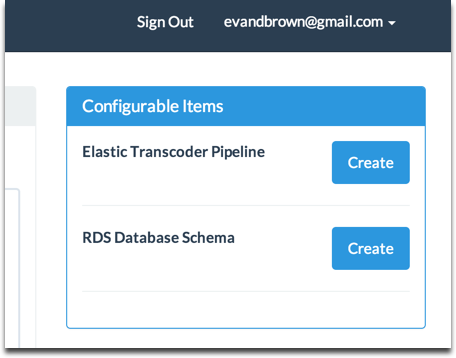 Sign Out evandbrown@gmail.com
Configurable Items
Elastic Transcoder Pipeline Create
RDS Database Schema Create